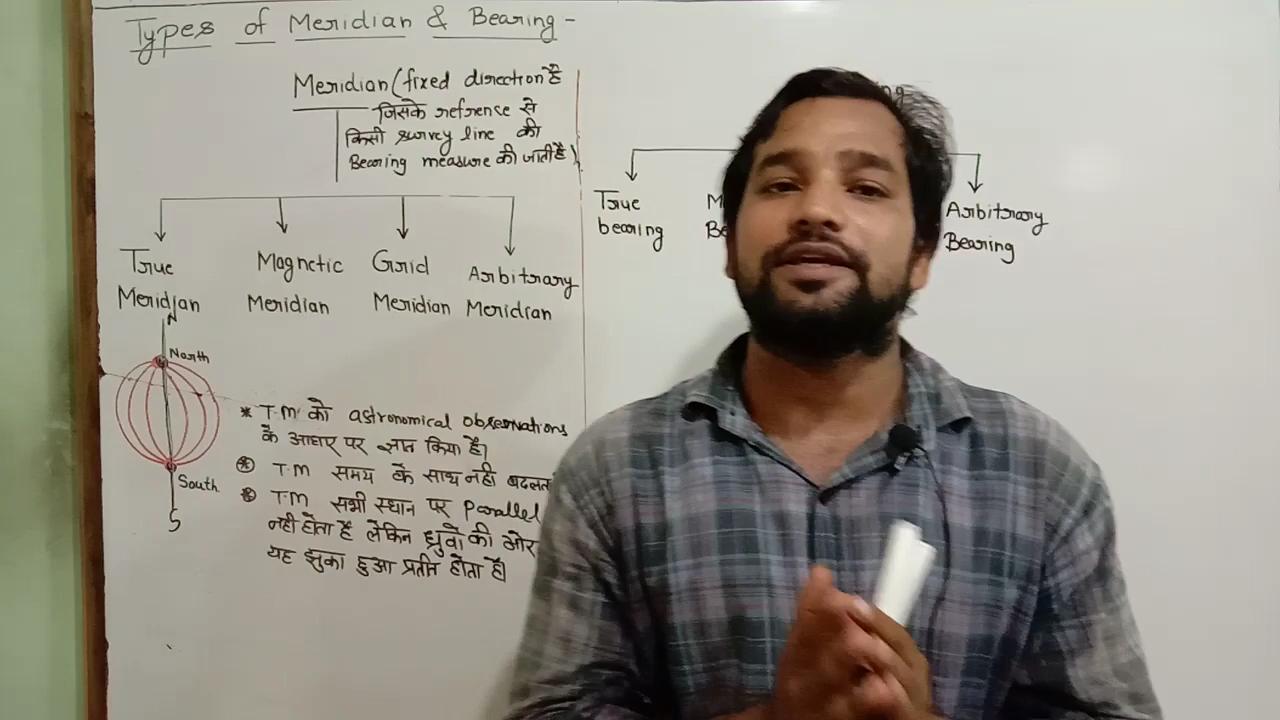 Types of Meridian & Bearing -
Meridian (fixed direction है
जिसके refrence से
किसी survey line की
Bearing measure की जाती है)
True
Meridian
Magnetic
Meridian
Grid
Meridian
Arbitrary
Meridian
N
North
South
S
* T.M को astronomical observations
के आधार पर ज्ञात किया है।
* T.M समय के साथ नही बदलत
* T.M सभी स्थान पर Parallel
नही होता है लेकिन ध्रुवो की ओर
यह झुका हुआ प्रतीत होता है।
True
bearing
Arbitrary
Bearing